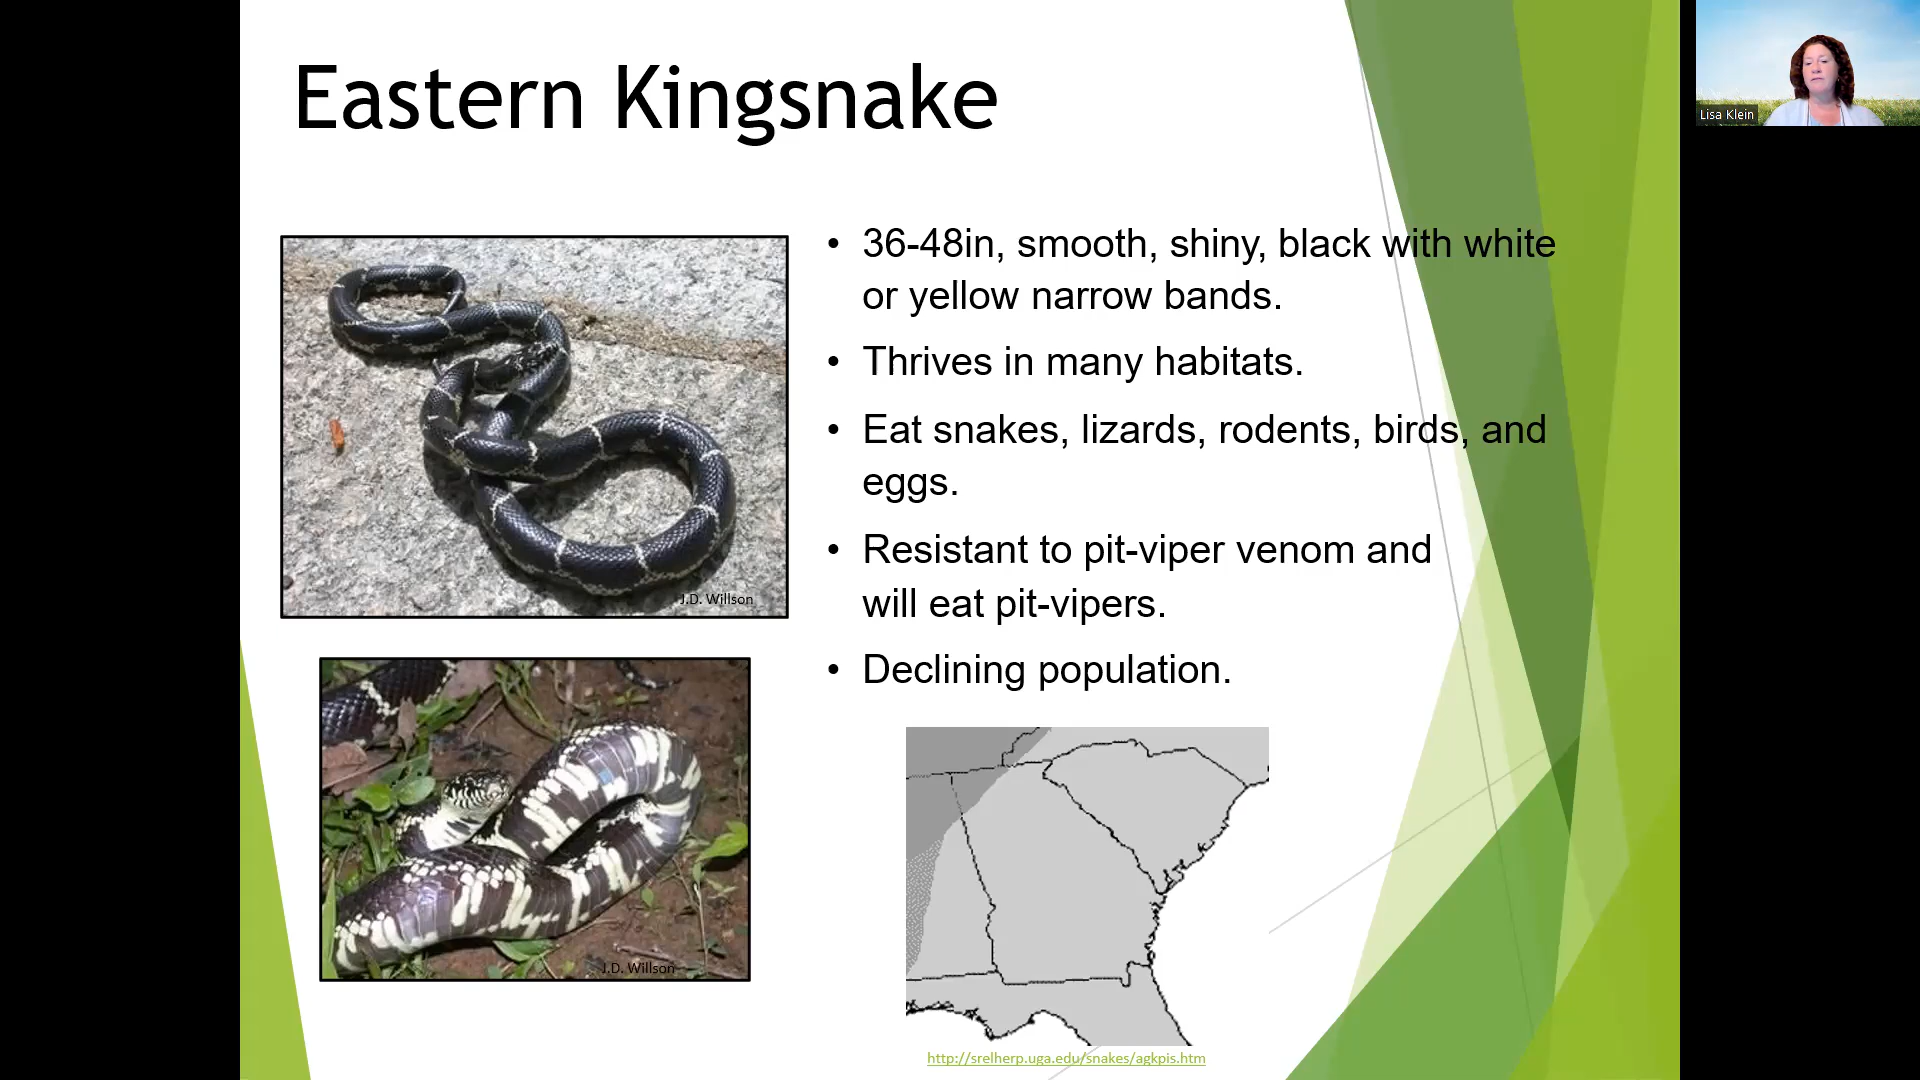 Eastern Kingsnake
Lisa Klein
• 36-48in, smooth, shiny, black with white
or yellow narrow bands.
• Thrives in many habitats.
• Eat snakes, lizards, rodents, birds, and
eggs.
• Resistant to pit-viper venom and
will eat pit-vipers.
• Declining population.
J.D. Willson
J.D. Willson
http://srelherp.uga.edu/snakes/agkpis.htm